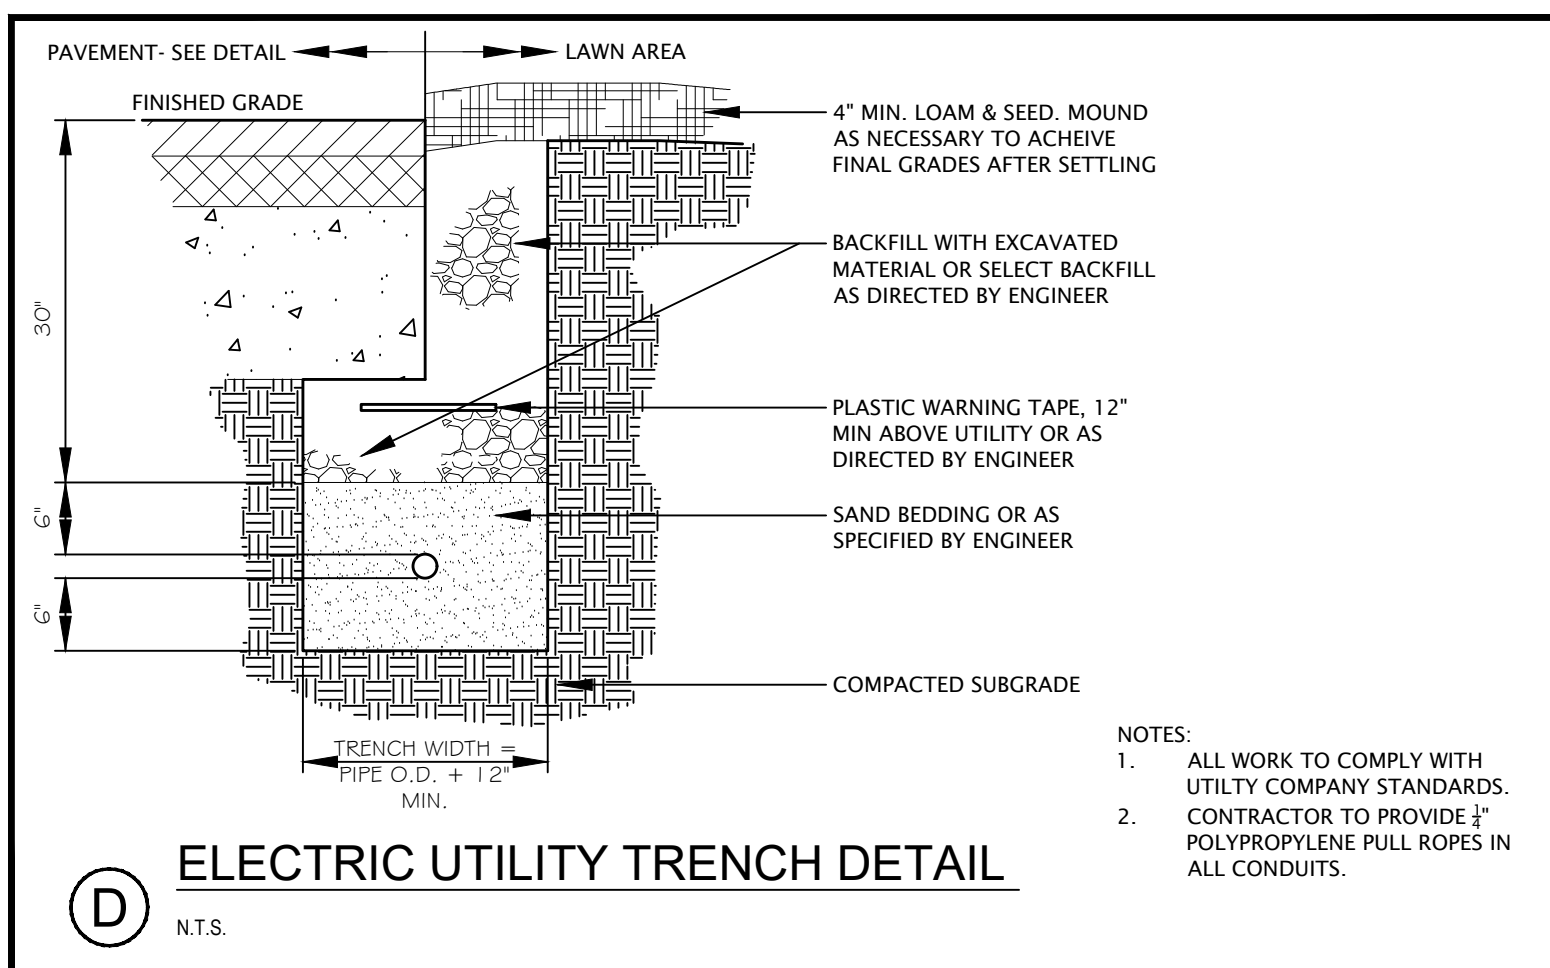 PAVEMENT- SEE DETAIL
LAWN AREA
FINISHED GRADE
4" MIN. LOAM & SEED. MOUND
AS NECESSARY TO ACHEIVE
FINAL GRADES AFTER SETTLING
BACKFILL WITH EXCAVATED
MATERIAL OR SELECT BACKFILL
AS DIRECTED BY ENGINEER
30"
PLASTIC WARNING TAPE, 12"
MIN ABOVE UTILITY OR AS
DIRECTED BY ENGINEER
6"
SAND BEDDING OR AS
SPECIFIED BY ENGINEER
6"
COMPACTED SUBGRADE
TRENCH WIDTH =
PIPE O.D. + 12"
MIN.
NOTES:
1. ALL WORK TO COMPLY WITH
UTILTY COMPANY STANDARDS.
2. CONTRACTOR TO PROVIDE 1/4"
POLYPROPYLENE PULL ROPES IN
ALL CONDUITS.
D
ELECTRIC UTILITY TRENCH DETAIL
N.T.S.